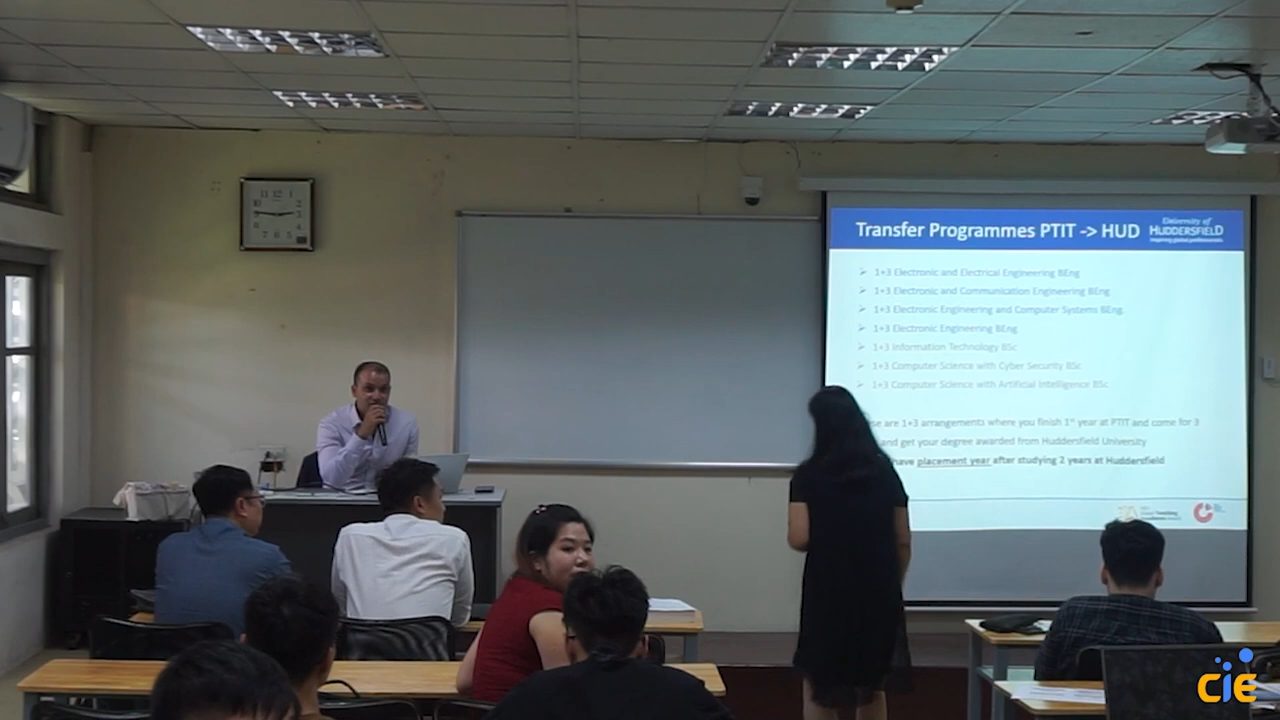 Transfer Programmes PTIT -> HUD
University of
HUDDERSFIELD
Inspiring global professionals
➢ 1+3 Electronic and Electrical Engineering BEng
➢ 1+3 Electronic and Communication Engineering BEng
➢ 1+3 Electronic Engineering and Computer Systems BEng.
➢ 1+3 Electronic Engineering BEng
➢ 1+3 Information Technology BSc
➢ 1+3 Computer Science with Cyber Security BSc
➢ 1+3 Computer Science with Artificial Intelligence BSc
are 1+3 arrangements where you finish 1st year at PTIT and come for 3
and get your degree awarded from Huddersfield University
have placement year after studying 2 years at Huddersfield
cie